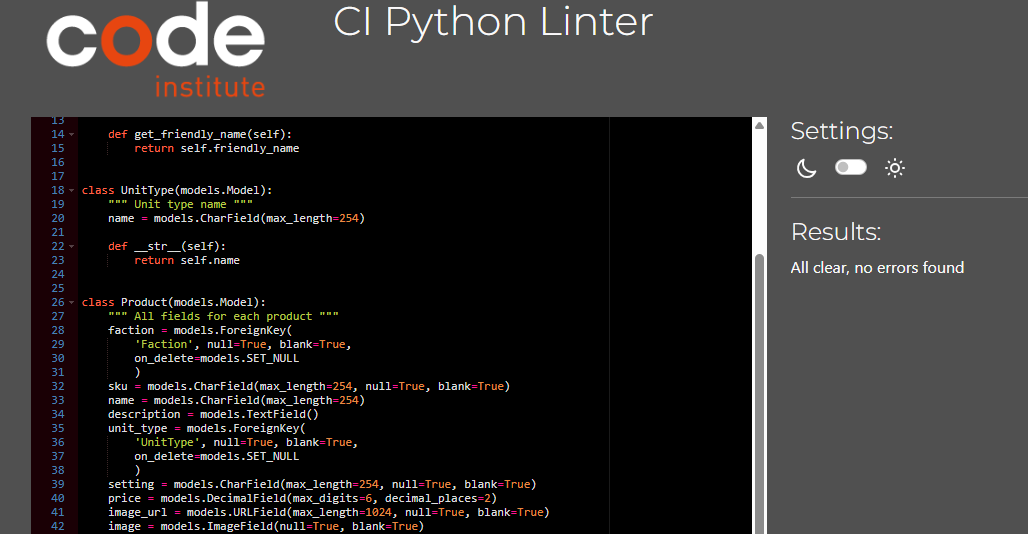 code
institute
CI Python Linter
13
14 def get_friendly_name(self):
15 return self.friendly_name
16
17
18 class UnitType(models.Model):
19 """ Unit type name """
20 name = models.CharField(max_length=254)
21
22 def __str__(self):
23 return self.name
24
25
26 class Product(models.Model):
27 """ All fields for each product """
28 faction = models.ForeignKey(
29 'Faction', null=True, blank=True,
30 on_delete=models.SET_NULL
31 )
32 sku = models.CharField(max_length=254, null=True, blank=True)
33 name = models.CharField(max_length=254)
34 description = models.TextField()
35 unit_type = models.ForeignKey(
36 'UnitType', null=True, blank=True,
37 on_delete=models.SET_NULL
38 )
39 setting = models.CharField(max_length=254, null=True, blank=True)
40 price = models.DecimalField(max_digits=6, decimal_places=2)
41 image_url = models.URLField(max_length=1024, null=True, blank=True)
42 image = models.ImageField(null=True, blank=True)
Settings:
Results:
All clear, no errors found